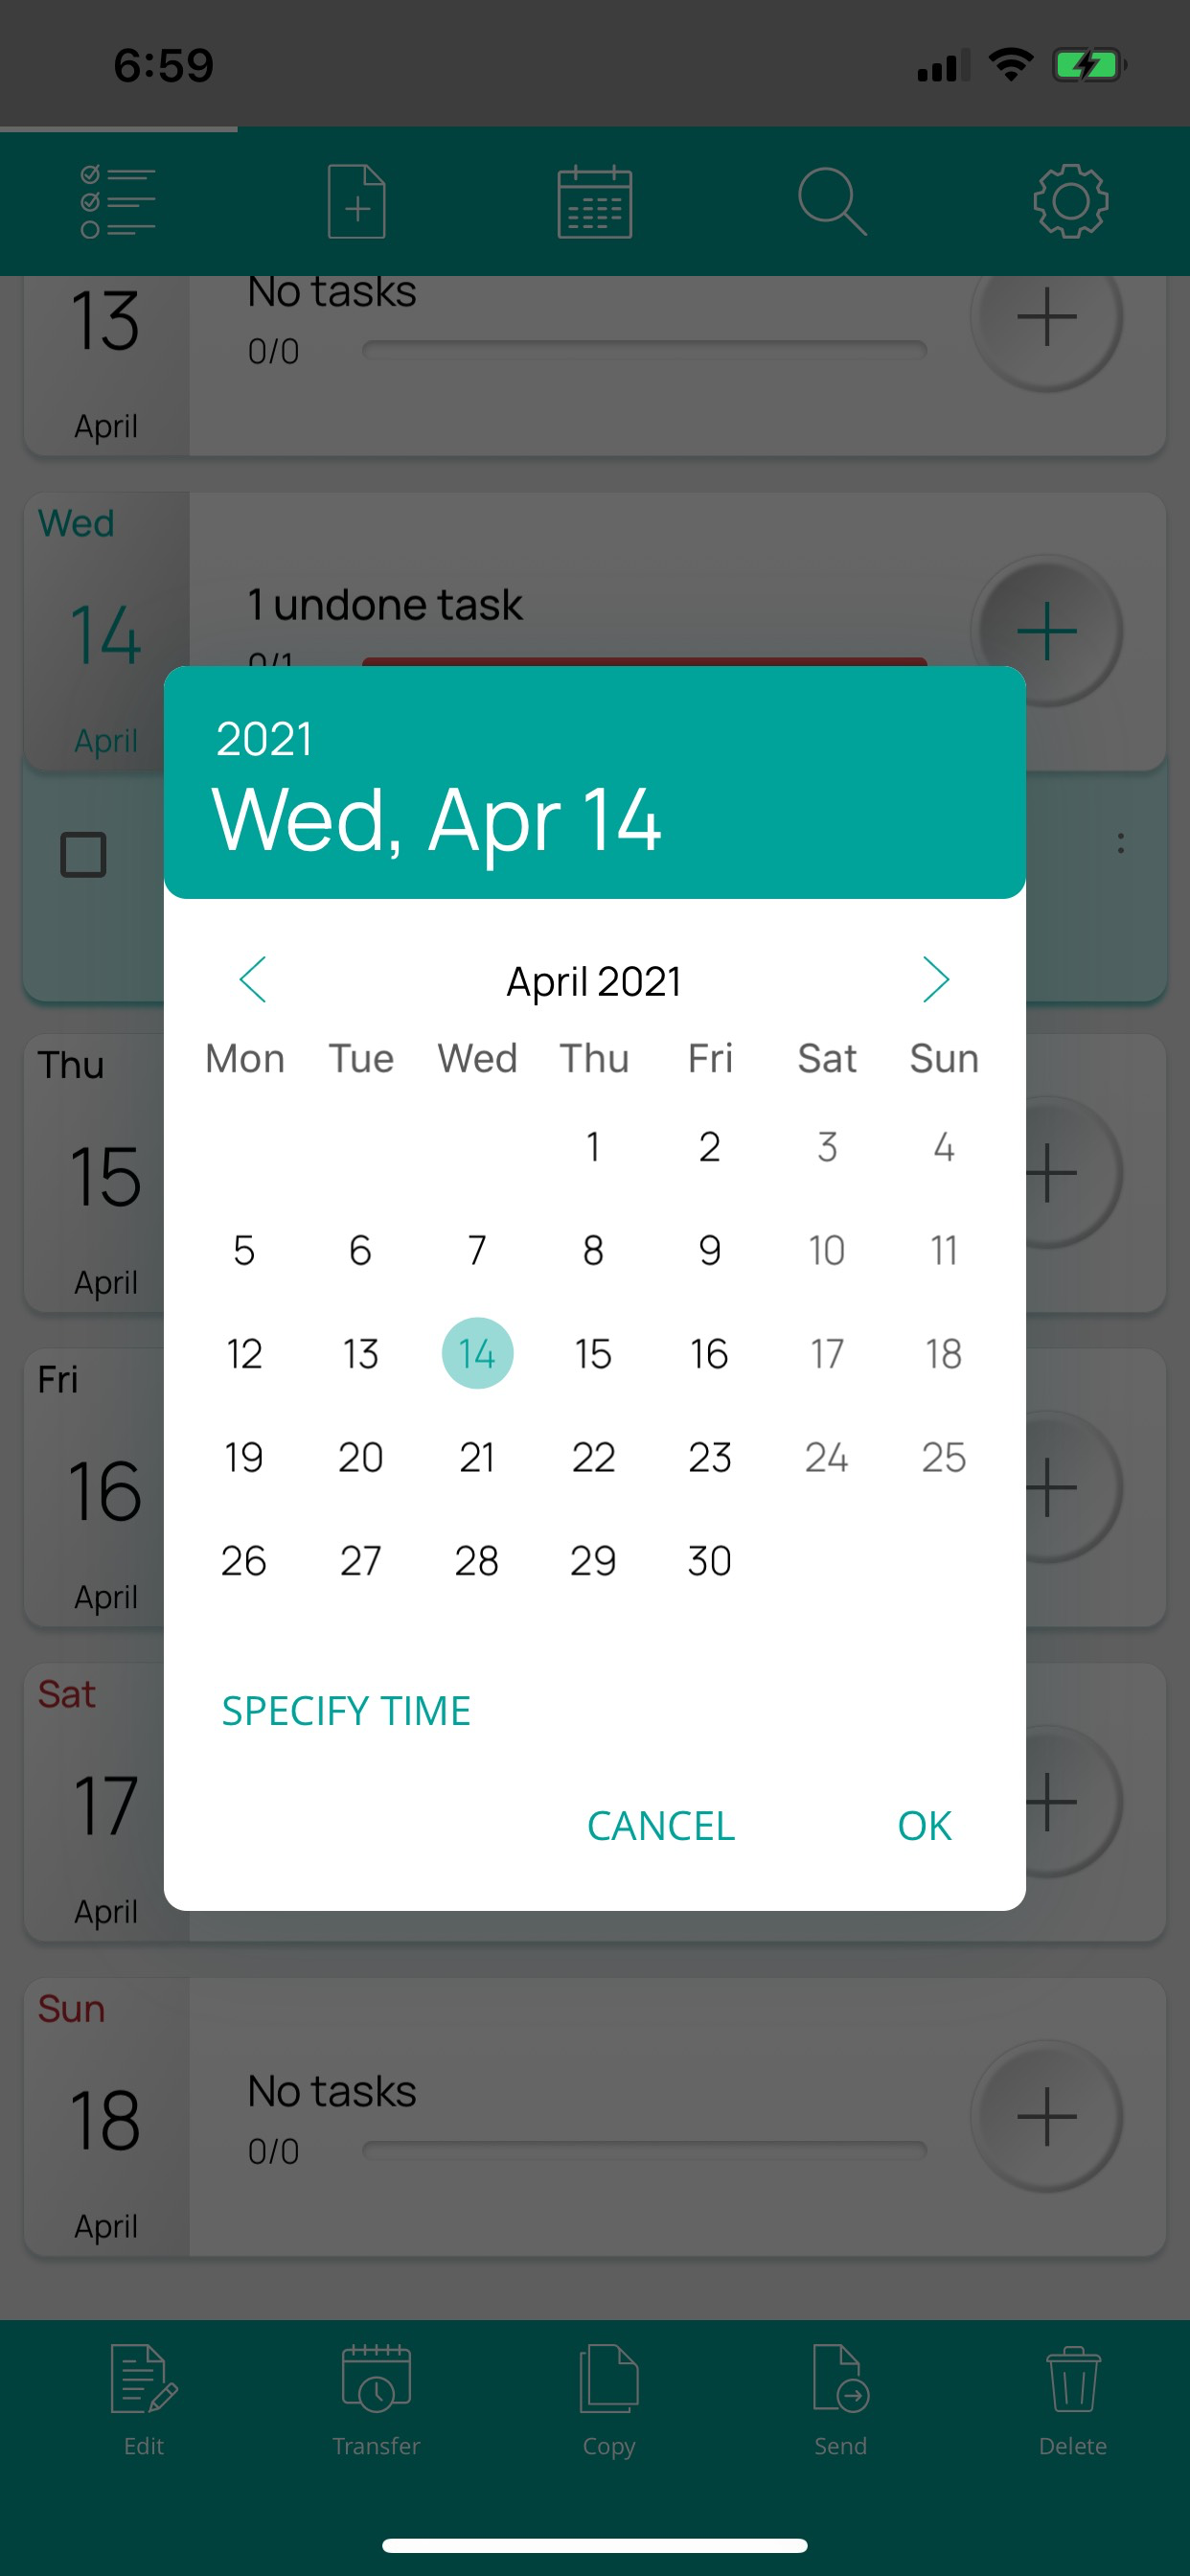 6:59
No tasks
13
0/0
April
Wed
14
1 undone task
0/1
April
2021
Wed, Apr 14
:
April 2021
Mon Tue Wed Thu Fri Sat Sun
1 2 3 4
5 6 7 8 9 10 11
12 13 14 15 16 17 18
19 20 21 22 23 24 25
26 27 28 29 30
SPECIFY TIME
CANCEL OK
Thu
15
April
Fri
16
April
Sat
17
April
Sun
18
No tasks
0/0
April
Edit Transfer Copy Send Delete